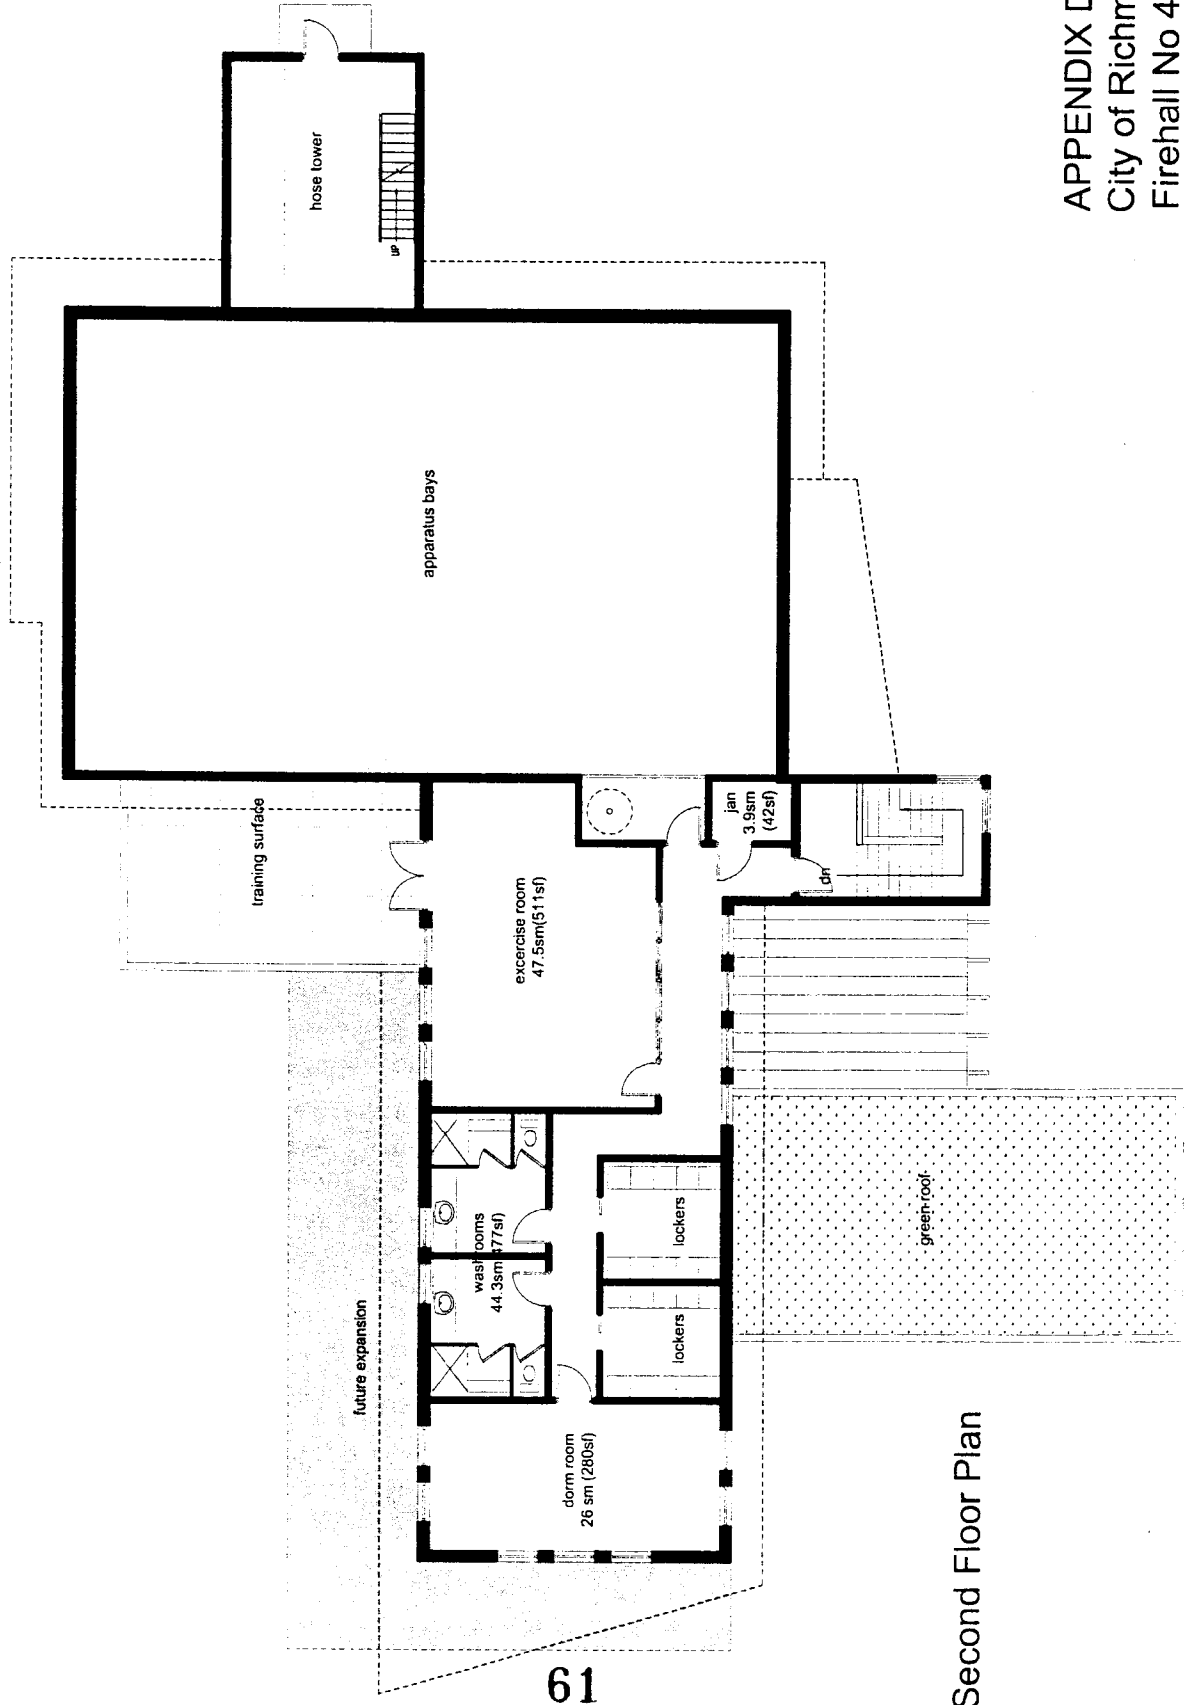 APPENDIX D
City of Richm
Firehall No 4
hose tower
UP
apparatus bays
training surface
excercise room
47.5sm(511sf)
jan
3.9sm
(42sf)
dn
future expansion
washrooms
44.3sm(477sf)
lockers
lockers
green roof
dorm room
26 sm (280sf)
Second Floor Plan
61